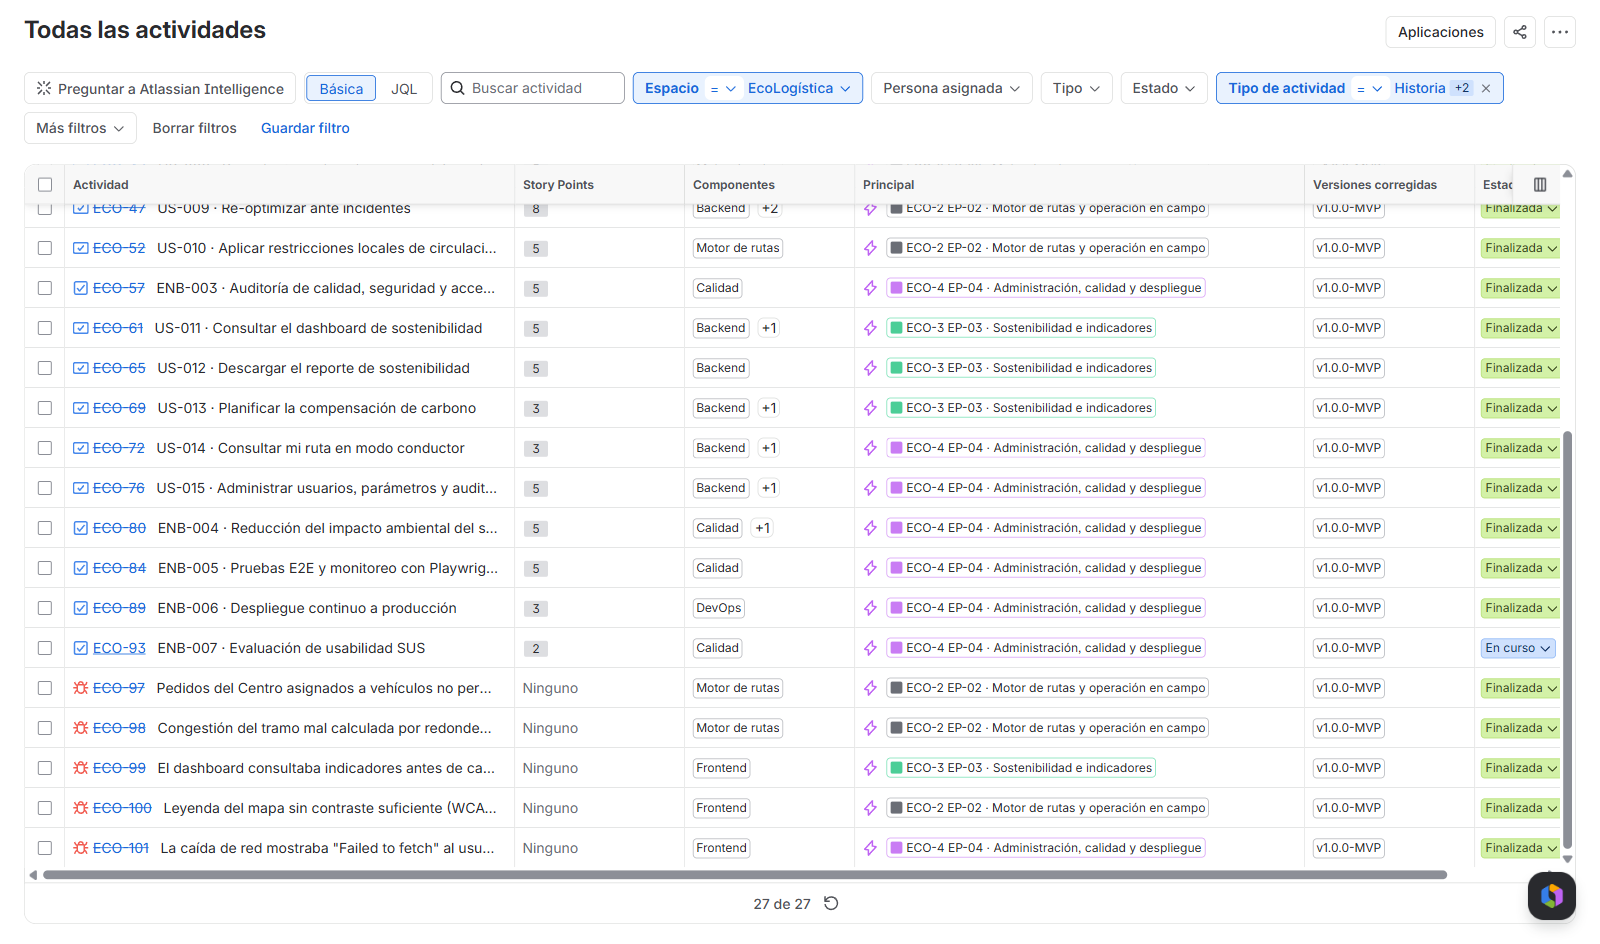 Todas las actividades
Aplicaciones
Preguntar a Atlassian Intelligence
Básica JQL
Buscar actividad
Espacio = EcoLogística
Persona asignada
Tipo
Estado
Tipo de actividad = Historia +2
Más filtros
Borrar filtros
Guardar filtro
Actividad Story Points Componentes Principal Versiones corregidas
ECO-47 US-009 · Re-optimizar ante incidentes 8 Backend +2 ECO-2 EP-02 · Motor de rutas y operación en campo v1.0.0-MVP Finalizada
ECO-52 US-010 · Aplicar restricciones locales de circulaci... 5 Motor de rutas ECO-2 EP-02 · Motor de rutas y operación en campo v1.0.0-MVP Finalizada
ECO-57 ENB-003 · Auditoría de calidad, seguridad y acce... 5 Calidad ECO-4 EP-04 · Administración, calidad y despliegue v1.0.0-MVP Finalizada
ECO-61 US-011 · Consultar el dashboard de sostenibilidad 5 Backend +1 ECO-3 EP-03 · Sostenibilidad e indicadores v1.0.0-MVP Finalizada
ECO-65 US-012 · Descargar el reporte de sostenibilidad 5 Backend ECO-3 EP-03 · Sostenibilidad e indicadores v1.0.0-MVP Finalizada
ECO-69 US-013 · Planificar la compensación de carbono 3 Backend +1 ECO-3 EP-03 · Sostenibilidad e indicadores v1.0.0-MVP Finalizada
ECO-72 US-014 · Consultar mi ruta en modo conductor 3 Backend +1 ECO-4 EP-04 · Administración, calidad y despliegue v1.0.0-MVP Finalizada
ECO-76 US-015 · Administrar usuarios, parámetros y audit... 5 Backend +1 ECO-4 EP-04 · Administración, calidad y despliegue v1.0.0-MVP Finalizada
ECO-80 ENB-004 · Reducción del impacto ambiental del s... 5 Calidad +1 ECO-4 EP-04 · Administración, calidad y despliegue v1.0.0-MVP Finalizada
ECO-84 ENB-005 · Pruebas E2E y monitoreo con Playwrig... 5 Calidad ECO-4 EP-04 · Administración, calidad y despliegue v1.0.0-MVP Finalizada
ECO-89 ENB-006 · Despliegue continuo a producción 3 DevOps ECO-4 EP-04 · Administración, calidad y despliegue v1.0.0-MVP Finalizada
ECO-93 ENB-007 · Evaluación de usabilidad SUS 2 Calidad ECO-4 EP-04 · Administración, calidad y despliegue v1.0.0-MVP En curso
ECO-97 Pedidos del Centro asignados a vehículos no per... Ninguno Motor de rutas ECO-2 EP-02 · Motor de rutas y operación en campo v1.0.0-MVP Finalizada
ECO-98 Congestión del tramo mal calculada por redonde... Ninguno Motor de rutas ECO-2 EP-02 · Motor de rutas y operación en campo v1.0.0-MVP Finalizada
ECO-99 El dashboard consultaba indicadores antes de ca... Ninguno Frontend ECO-3 EP-03 · Sostenibilidad e indicadores v1.0.0-MVP Finalizada
ECO-100 Leyenda del mapa sin contraste suficiente (WCA... Ninguno Frontend ECO-2 EP-02 · Motor de rutas y operación en campo v1.0.0-MVP Finalizada
ECO-101 La caída de red mostraba "Failed to fetch" al usu... Ninguno Frontend ECO-4 EP-04 · Administración, calidad y despliegue v1.0.0-MVP Finalizada
27 de 27